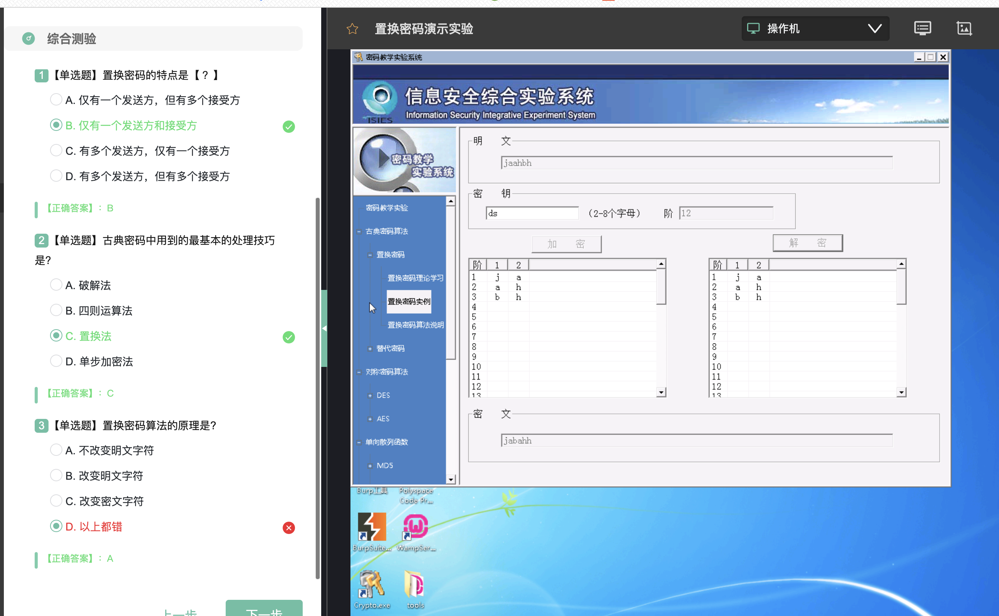 综合测验
1 【单选题】置换密码的特点是【？】
A. 仅有一个发送方，但有多个接受方
B. 仅有一个发送方和接受方
C. 有多个发送方，仅有一个接受方
D. 有多个发送方，但有多个接受方
【正确答案】：B
2 【单选题】古典密码中用到的最基本的处理技巧
是?
A. 破解法
B. 四则运算法
C. 置换法
D. 单步加密法
【正确答案】：C
3 【单选题】置换密码算法的原理是?
A. 不改变明文字符
B. 改变明文字符
C. 改变密文字符
D. 以上都错
【正确答案】：A
上一步
下一步
置换密码演示实验
操作机
密码教学实验系统
信息安全综合实验系统
Information Security Integrative Experiment System
ISIES
密码教学
实验系统
密码教学实验
古典密码算法
置换密码
置换密码理论学习
置换密码实例
置换密码算法说明
替代密码
对称密码算法
DES
AES
单向散列函数
MD5
明 文
jaahbh
密 钥
ds
（2-8个字母）
阶 12
加 密
解 密
阶 1 2
1 j a
2 a h
3 b h
4
5
6
7
8
9
10
11
12
13
阶 1 2
1 j a
2 a h
3 b h
4
5
6
7
8
9
10
11
12
13
密 文
jabahh
Burp工具
Polyspace
Code Pr...
BurpSuite...
WampSer...
Crypto.exe
tools